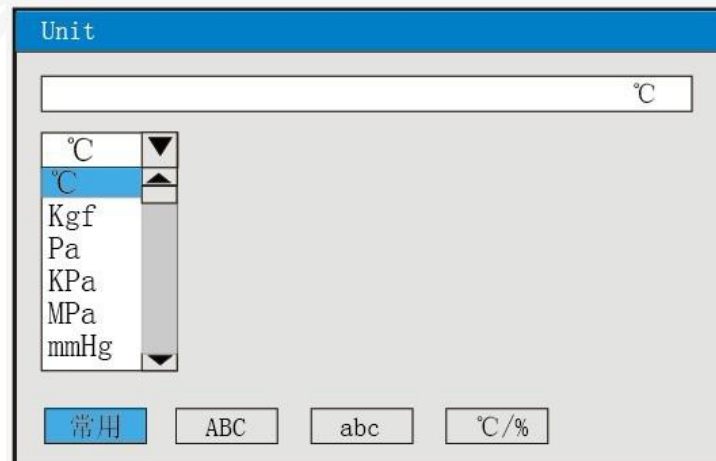 Unit
℃
℃
℃
Kgf
Pa
KPa
MPa
mmHg
常用 ABC abc ℃/%